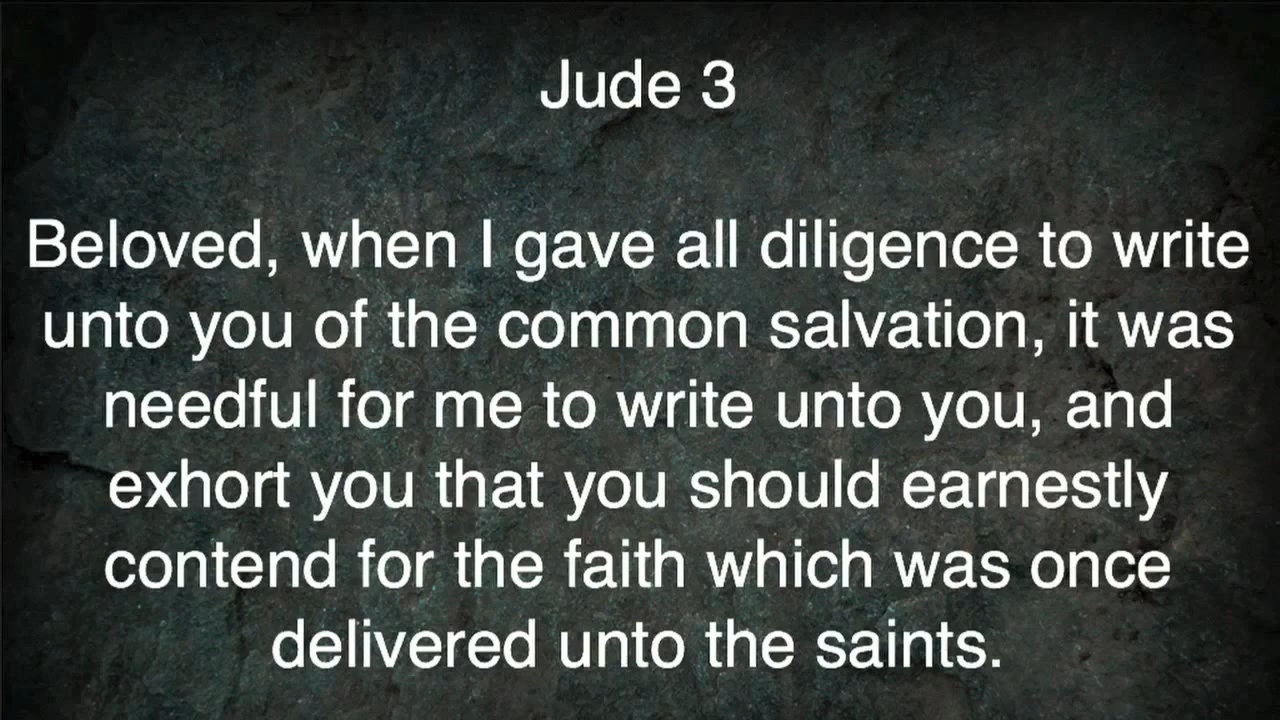 Jude 3
Beloved, when I gave all diligence to write
unto you of the common salvation, it was
needful for me to write unto you, and
exhort you that you should earnestly
contend for the faith which was once
delivered unto the saints.